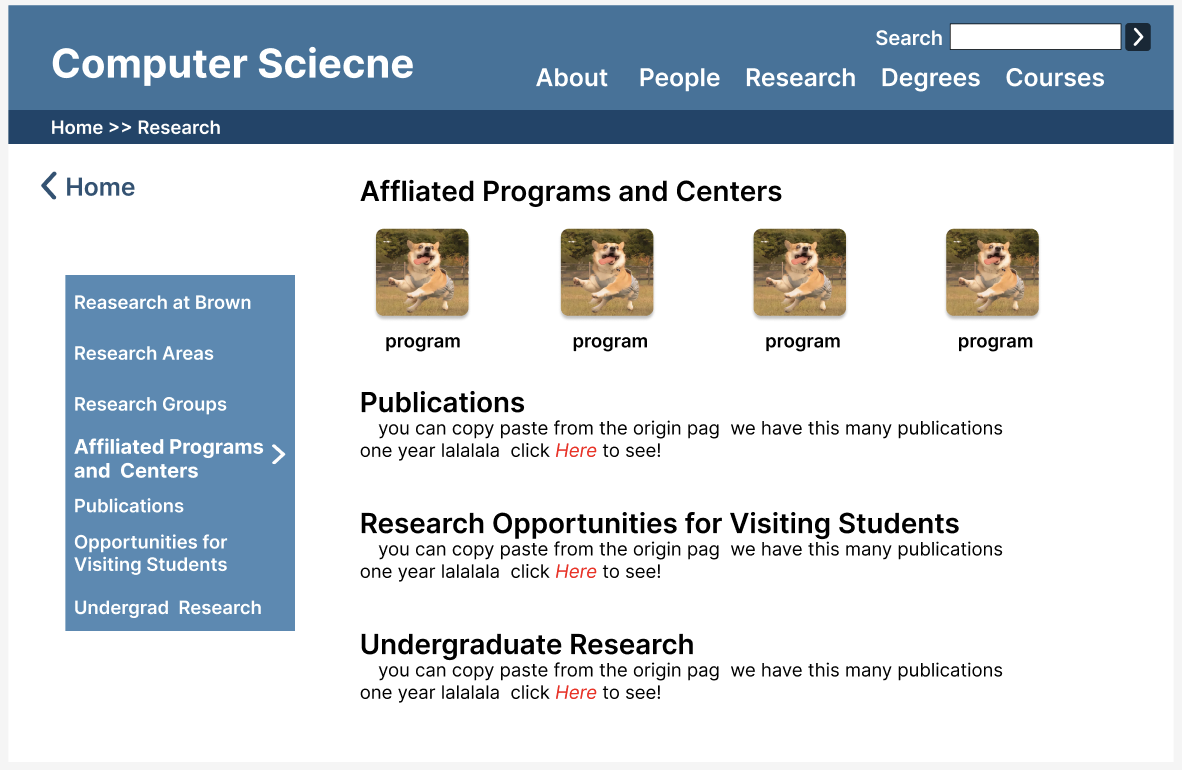 Search
Computer Sciecne
About People Research Degrees Courses
Home >> Research
Home
Affliated Programs and Centers
program program program program
Reasearch at Brown
Research Areas
Research Groups
Affiliated Programs
and Centers
Publications
Opportunities for
Visiting Students
Undergrad Research
Publications
you can copy paste from the origin pag we have this many publications
one year lalalala click Here to see!
Research Opportunities for Visiting Students
you can copy paste from the origin pag we have this many publications
one year lalalala click Here to see!
Undergraduate Research
you can copy paste from the origin pag we have this many publications
one year lalalala click Here to see!